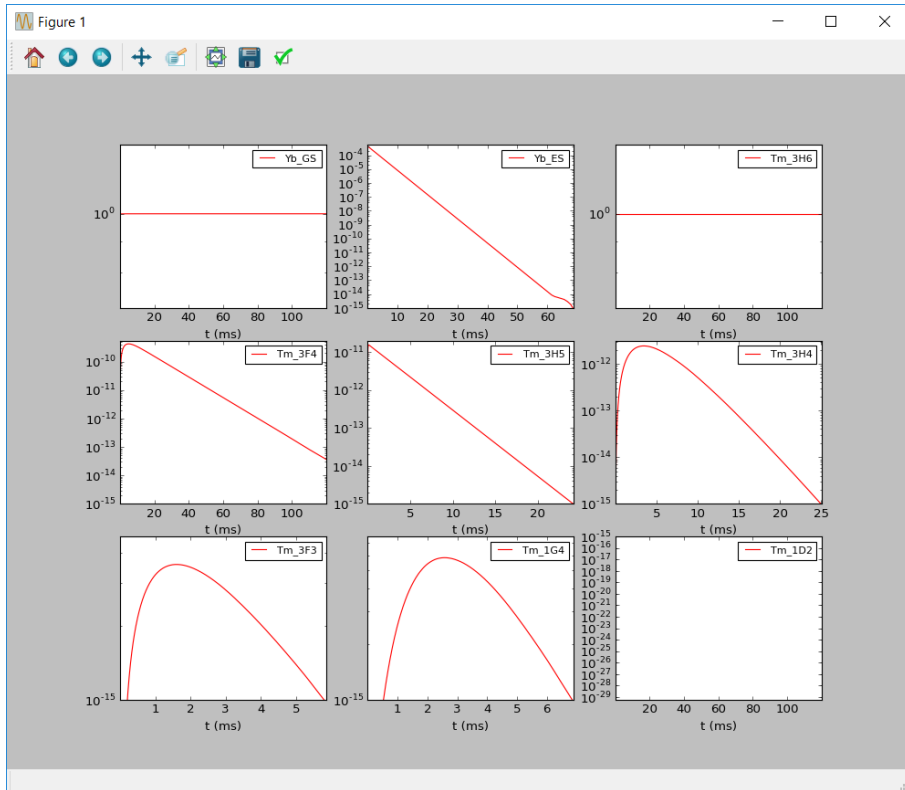 Figure 1
Yb_GS
10^0
20 40 60 80 100
t (ms)
Yb_ES
10^-4
10^-5
10^-6
10^-7
10^-8
10^-9
10^-10
10^-11
10^-12
10^-13
10^-14
10^-15
10 20 30 40 50 60
t (ms)
Tm_3H6
10^0
20 40 60 80 100
t (ms)
Tm_3F4
10^-10
10^-11
10^-12
10^-13
10^-14
10^-15
20 40 60 80 100
t (ms)
Tm_3H5
10^-11
10^-12
10^-13
10^-14
10^-15
5 10 15 20
t (ms)
Tm_3H4
10^-12
10^-13
10^-14
10^-15
5 10 15 20 25
t (ms)
Tm_3F3
10^-15
1 2 3 4 5
t (ms)
Tm_1G4
10^-15
1 2 3 4 5 6
t (ms)
Tm_1D2
10^-15
10^-16
10^-17
10^-18
10^-19
10^-20
10^-21
10^-22
10^-23
10^-24
10^-25
10^-26
10^-27
10^-28
10^-29
20 40 60 80 100
t (ms)